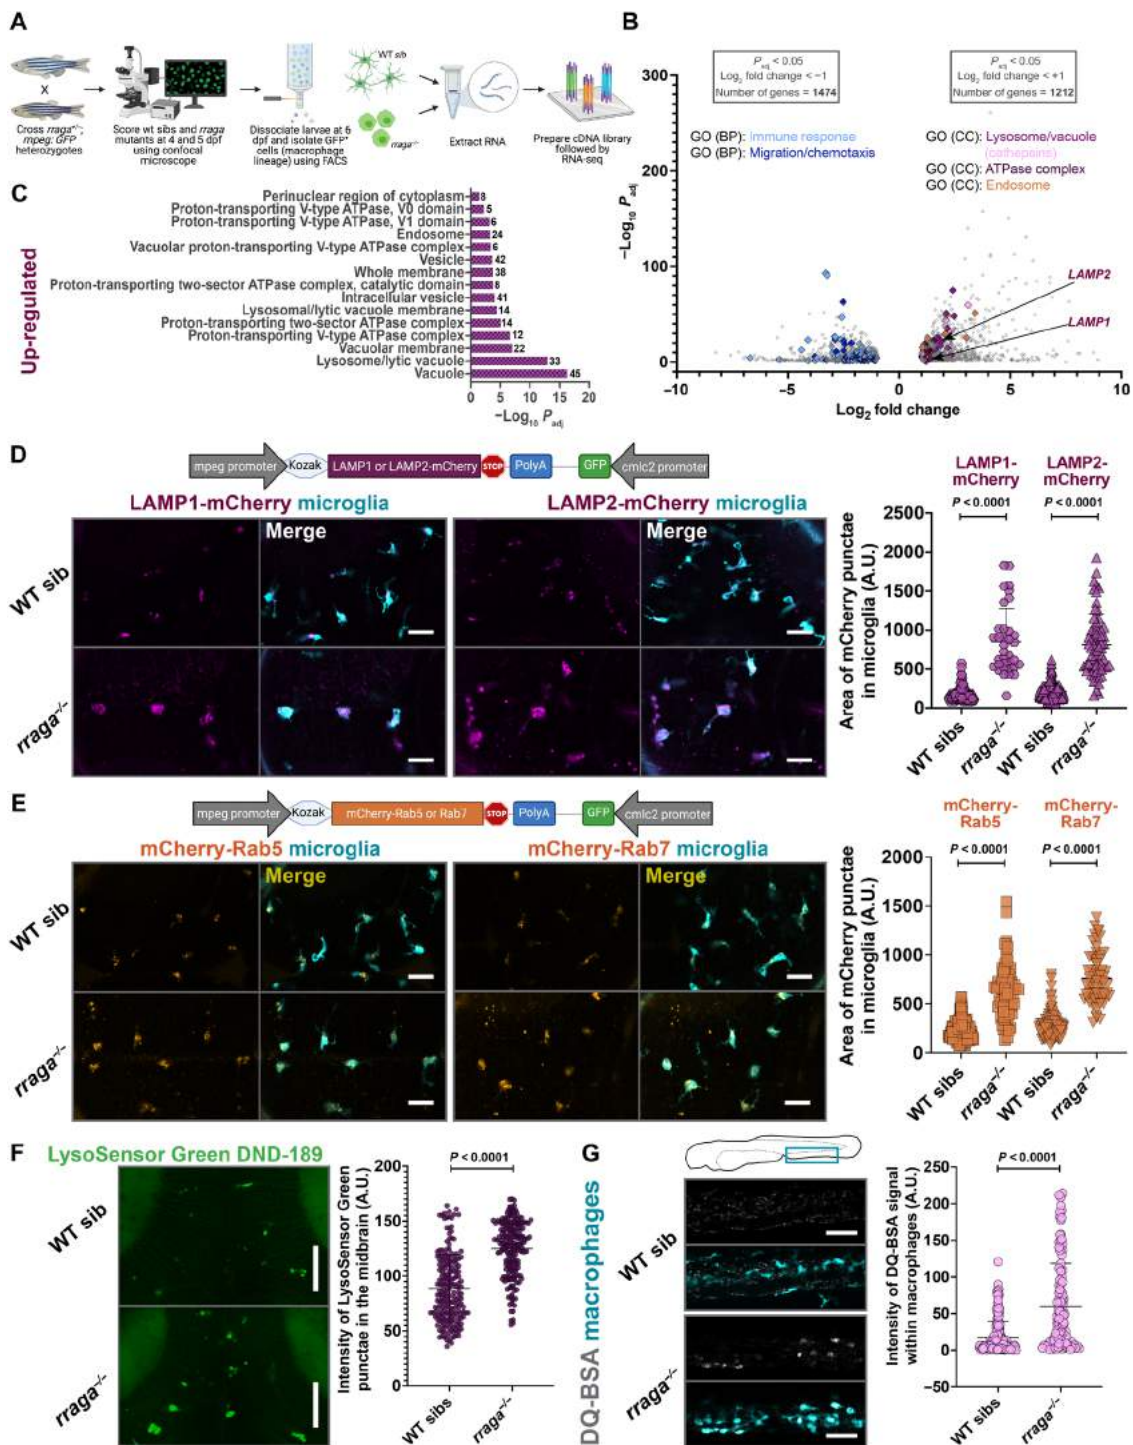 A
Cross rraga+/-;
mpeg: GFP
heterozygotes
Score wt sibs and rraga
mutants at 4 and 5 dpf
using confocal
microscope
Dissociate larvae at 6
dpf and isolate GFP+
cells (macrophage
lineage) using FACS
WT sib
rraga-/-
Extract RNA
Prepare cDNA library
followed by
RNA-seq
B
Padj < 0.05
Log2 fold change < −1
Number of genes = 1474
Padj < 0.05
Log2 fold change < +1
Number of genes = 1212
GO (BP): Immune response
GO (BP): Migration/chemotaxis
GO (CC): Lysosome/vacuole
(cathepsins)
GO (CC): ATPase complex
GO (CC): Endosome
LAMP2
LAMP1
−Log10 Padj
300
200
100
0
−10
−5
0
5
10
Log2 fold change
C
Up-regulated
Perinuclear region of cytoplasm 8
Proton-transporting V-type ATPase, V0 domain 5
Proton-transporting V-type ATPase, V1 domain 6
Endosome 24
Vacuolar proton-transporting V-type ATPase complex 6
Vesicle 42
Whole membrane 38
Proton-transporting two-sector ATPase complex, catalytic domain 8
Intracellular vesicle 41
Lysosomal/lytic vacuole membrane 14
Proton-transporting two-sector ATPase complex 14
Proton-transporting V-type ATPase complex 12
Vacuolar membrane 22
Lysosome/lytic vacuole 33
Vacuole 45
0 5 10 15 20
−Log10 Padj
D
mpeg promoter Kozak LAMP1 or LAMP2-mCherry STOP PolyA GFP cmlc2 promoter
LAMP1-mCherry microglia
LAMP2-mCherry microglia
Merge
Merge
WT sib
rraga−/−
LAMP1-
mCherry
LAMP2-
mCherry
P < 0.0001
P < 0.0001
Area of mCherry punctae
in microglia (A.U.)
2500
2000
1500
1000
500
0
WT sibs
rraga−/−
WT sibs
rraga−/−
E
mpeg promoter Kozak mCherry-Rab5 or Rab7 STOP PolyA GFP cmlc2 promoter
mCherry-Rab5 microglia
mCherry-Rab7 microglia
Merge
Merge
WT sib
rraga−/−
mCherry-
Rab5
mCherry-
Rab7
P < 0.0001
P < 0.0001
Area of mCherry punctae
in microglia (A.U.)
2000
1500
1000
500
0
WT sibs
rraga−/−
WT sibs
rraga−/−
F
LysoSensor Green DND-189
WT sib
rraga−/−
P < 0.0001
Intensity of LysoSensor Green
punctae in the midbrain (A.U.)
200
150
100
50
0
WT sibs
rraga−/−
G
DQ-BSA macrophages
WT sib
rraga−/−
P < 0.0001
Intensity of DQ-BSA signal
within macrophages (A.U.)
250
200
150
100
50
0
−50
WT sibs
rraga−/−